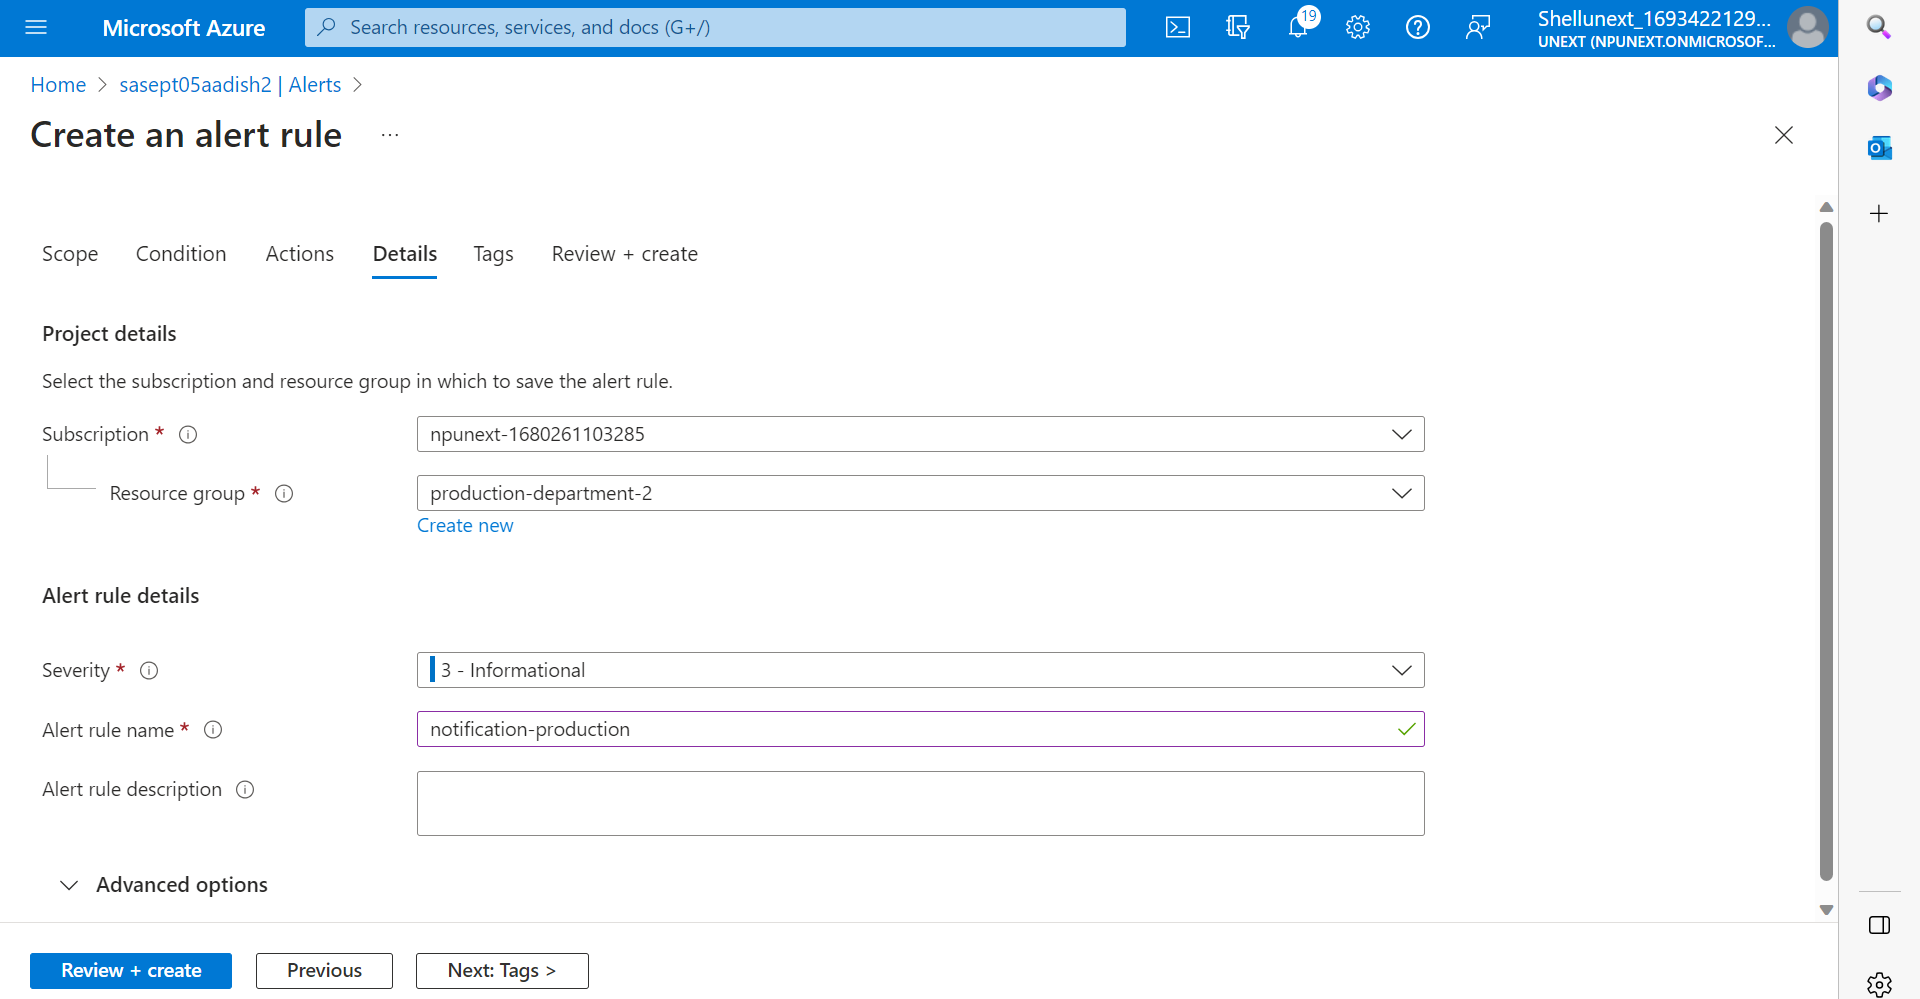 Microsoft Azure
Search resources, services, and docs (G+/)
19
Shellunext_1693422129...
UNEXT (NPUNEXT.ONMICROSOF...
Home > sasept05aadish2 | Alerts >
Create an alert rule ...
Scope Condition Actions Details Tags Review + create
Project details
Select the subscription and resource group in which to save the alert rule.
Subscription * npunext-1680261103285
Resource group * production-department-2
Create new
Alert rule details
Severity * 3 - Informational
Alert rule name * notification-production
Alert rule description
Advanced options
Review + create Previous Next: Tags >